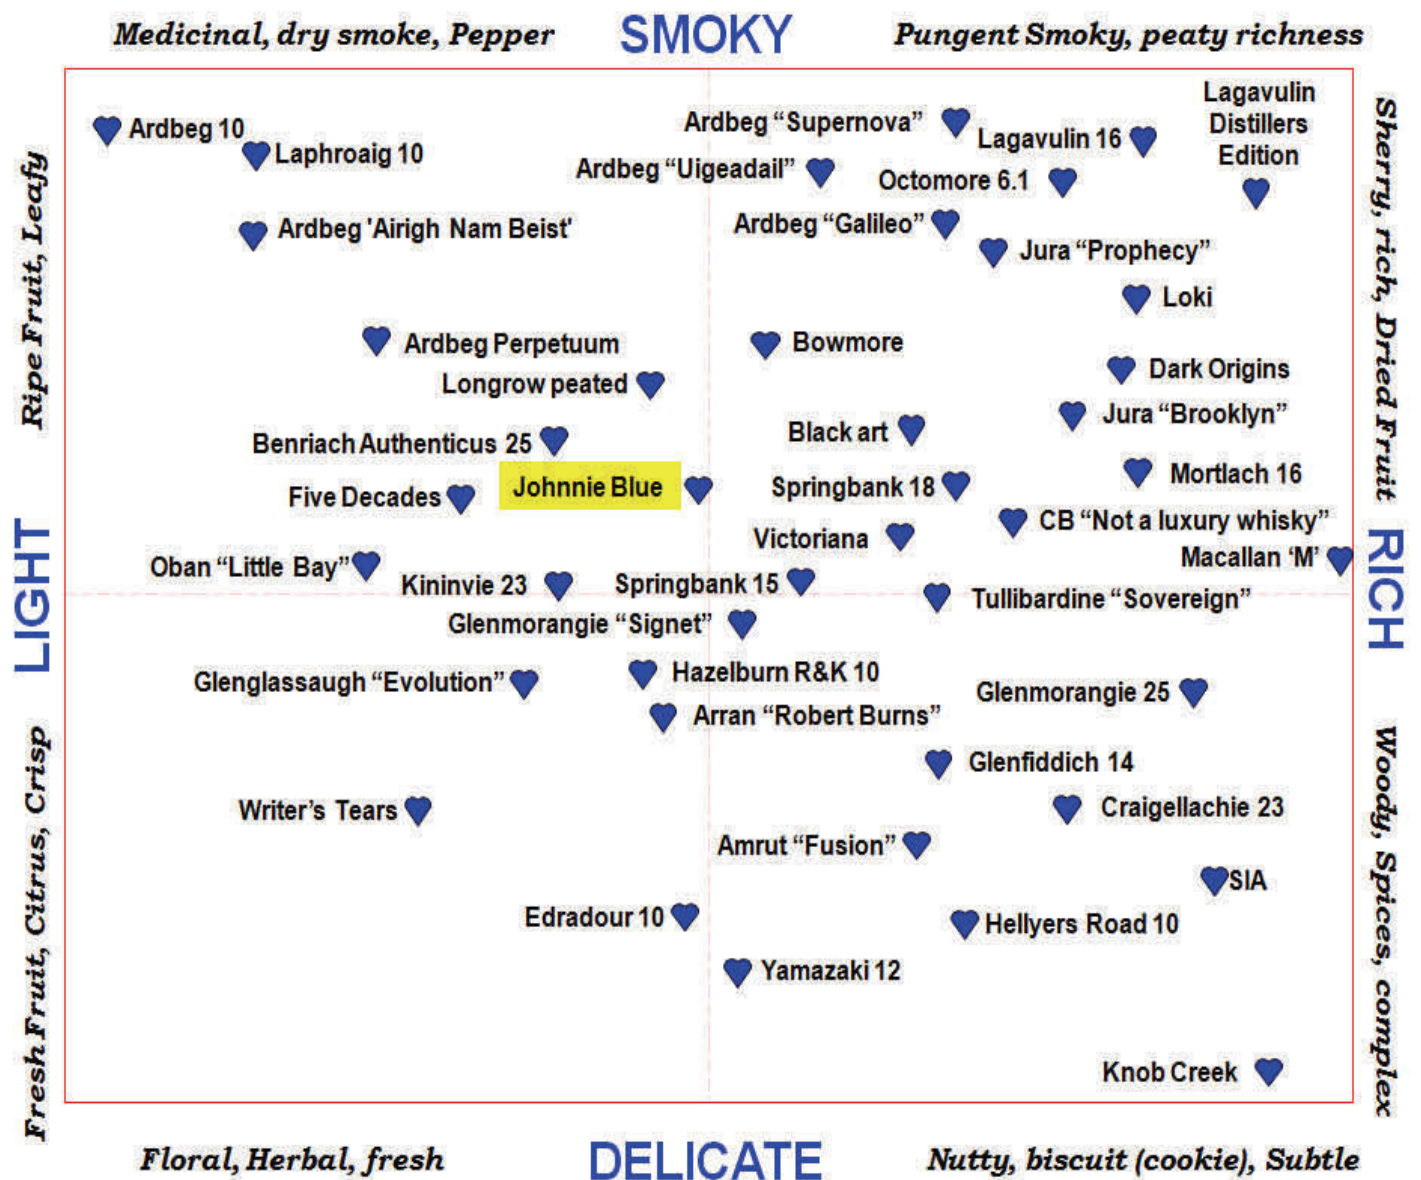 Medicinal, dry smoke, Pepper
SMOKY
Pungent Smoky, peaty richness
Ripe Fruit, Leafy
LIGHT
Fresh Fruit, Citrus, Crisp
Sherry, rich, Dried Fruit
RICH
Woody, Spices, complex
Ardbeg 10
Laphroaig 10
Ardbeg 'Airigh Nam Beist'
Ardbeg “Supernova”
Lagavulin 16
Lagavulin
Distillers
Edition
Ardbeg “Uigeadail”
Octomore 6.1
Ardbeg “Galileo”
Jura “Prophecy”
Loki
Ardbeg Perpetuum
Bowmore
Longrow peated
Dark Origins
Jura “Brooklyn”
Benriach Authenticus 25
Black art
Mortlach 16
Johnnie Blue
Five Decades
Springbank 18
CB “Not a luxury whisky”
Victoriana
Macallan ‘M’
Oban “Little Bay”
Kininvie 23
Springbank 15
Tullibardine “Sovereign”
Glenmorangie “Signet”
Hazelburn R&K 10
Glenglassaugh “Evolution”
Glenmorangie 25
Arran “Robert Burns”
Glenfiddich 14
Writer’s Tears
Craigellachie 23
Amrut “Fusion”
SIA
Edradour 10
Hellyers Road 10
Yamazaki 12
Knob Creek
Floral, Herbal, fresh
DELICATE
Nutty, biscuit (cookie), Subtle